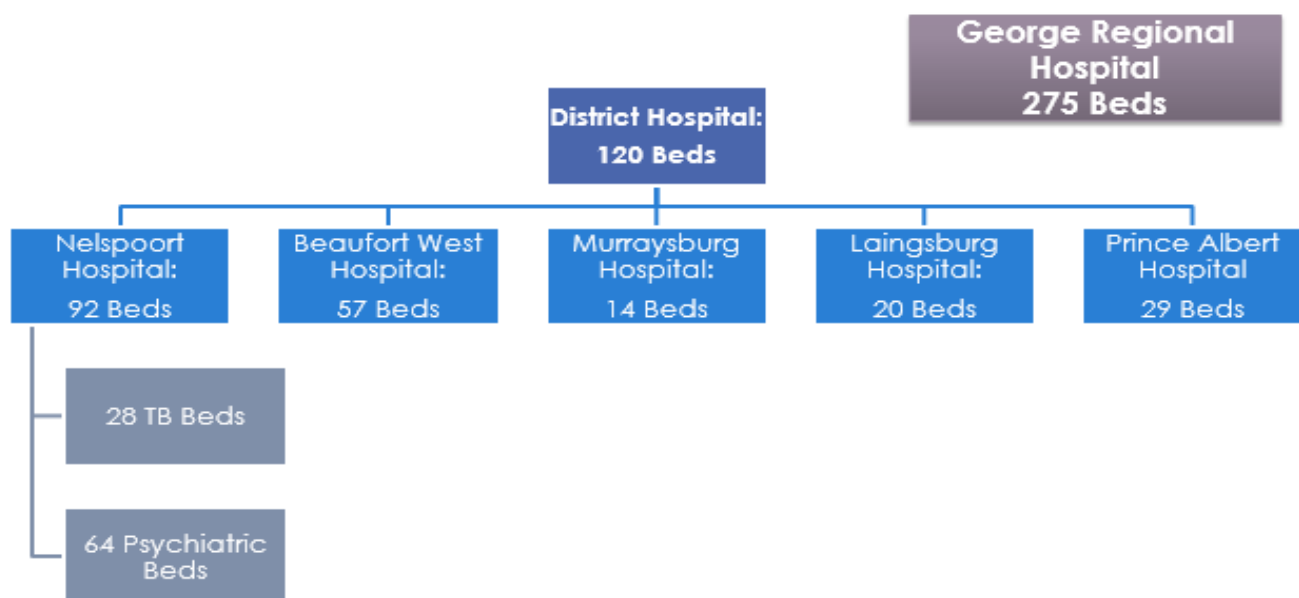 George Regional
Hospital
275 Beds
District Hospital:
120 Beds
Nelspoort
Hospital:
92 Beds
Beaufort West
Hospital:
57 Beds
Murraysburg
Hospital:
14 Beds
Laingsburg
Hospital:
20 Beds
Prince Albert
Hospital
29 Beds
28 TB Beds
64 Psychiatric
Beds